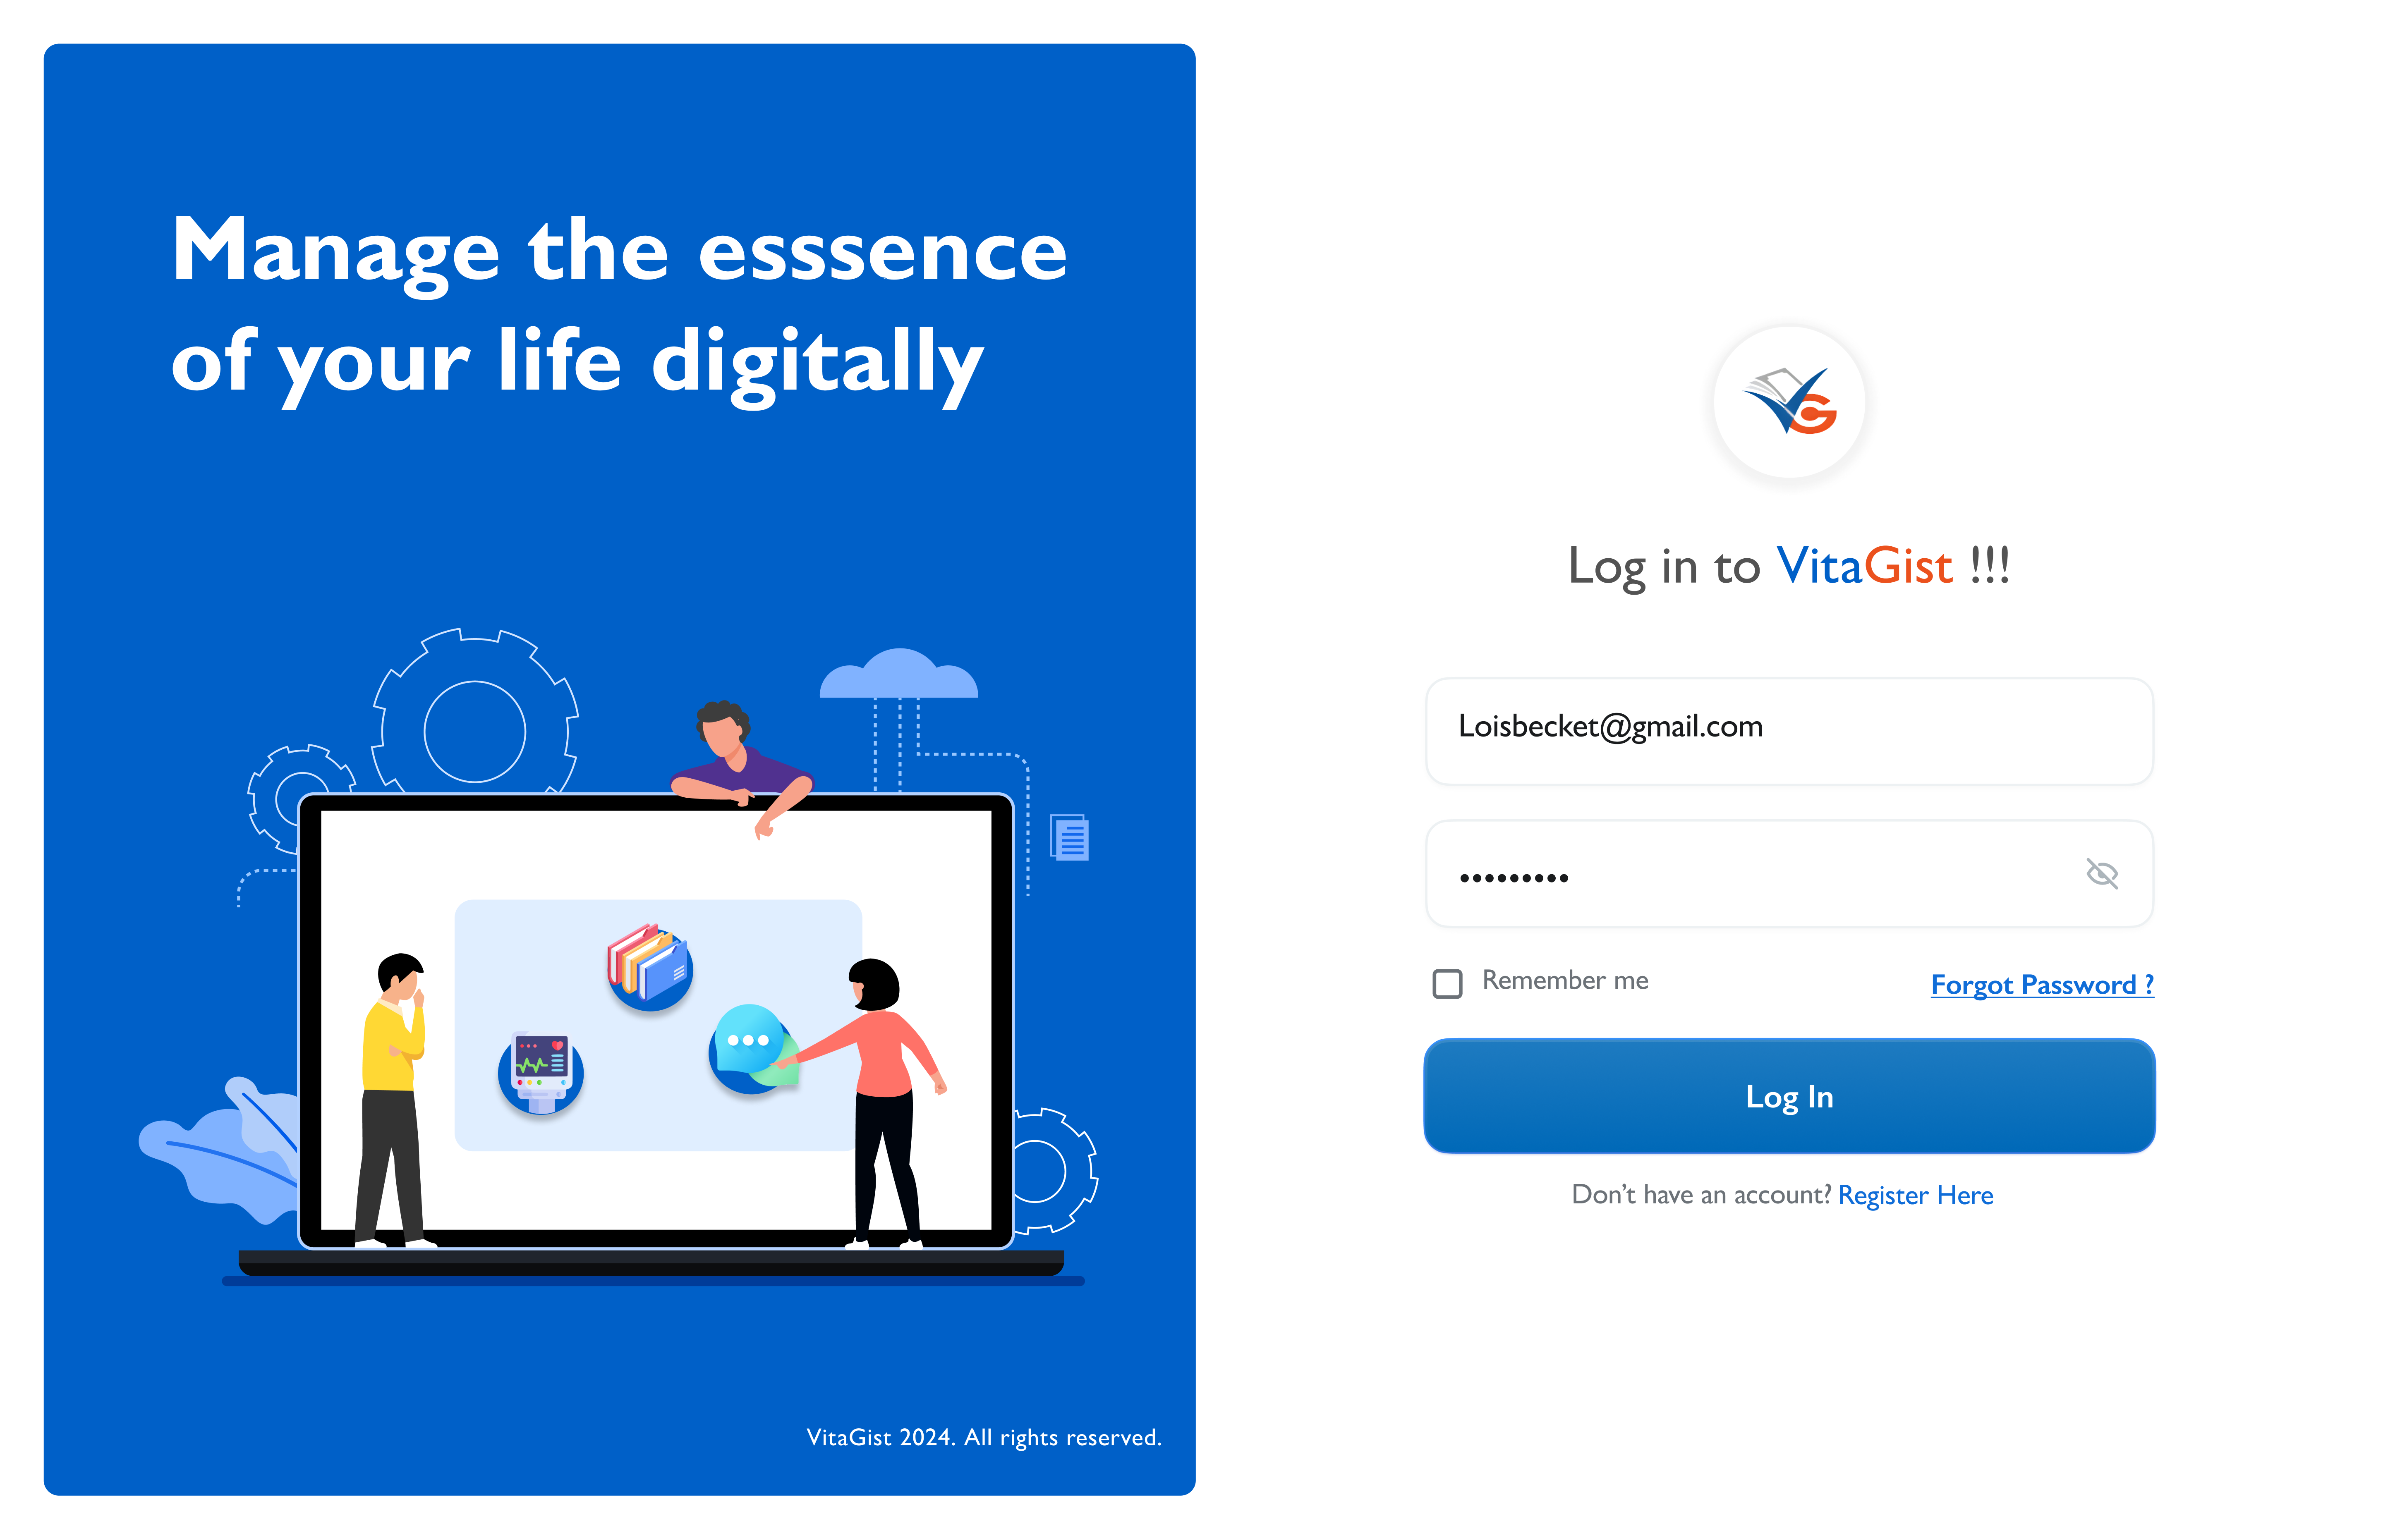 Manage the esssence
of your life digitally
VitaGist 2024. All rights reserved.
VG
Log in to VitaGist !!!
Loisbecket@gmail.com
•••••••••
Remember me
Forgot Password ?
Log In
Don’t have an account? Register Here